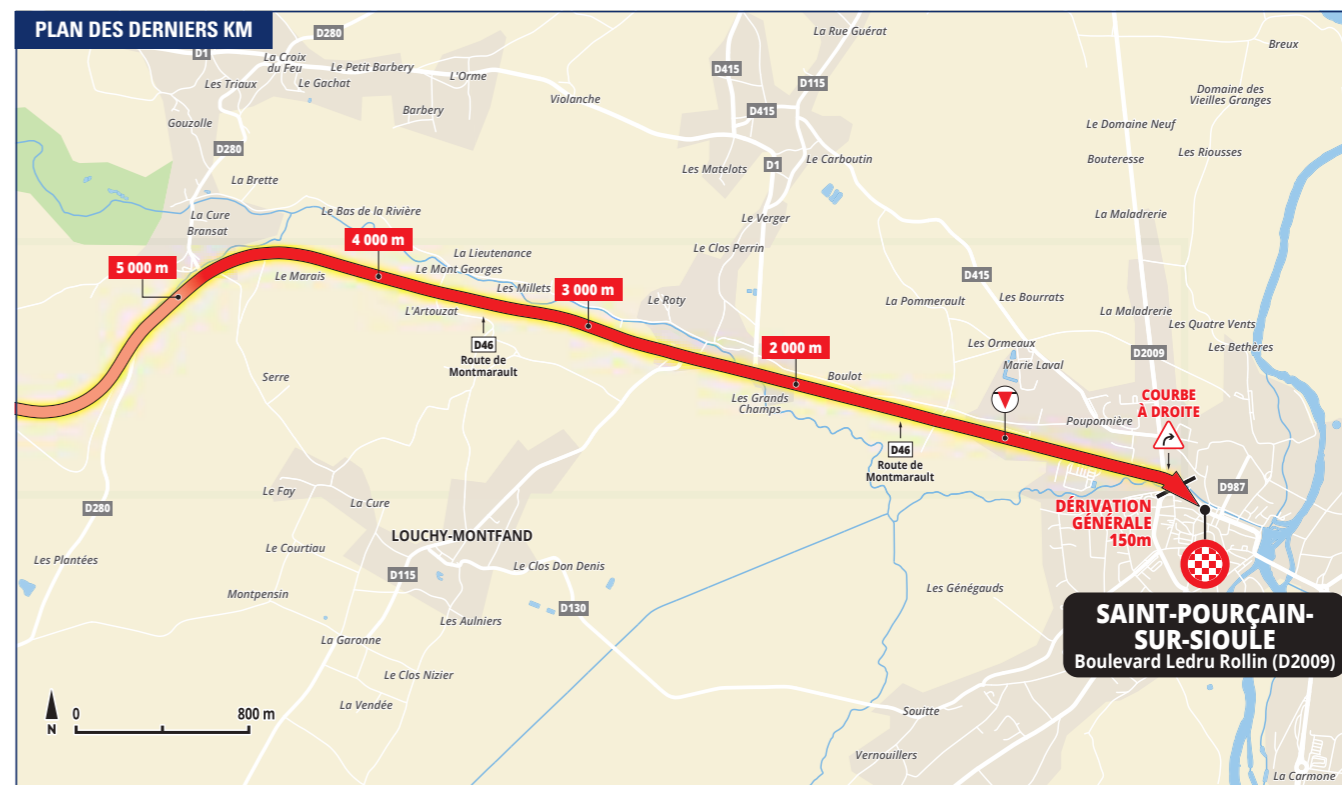 PLAN DES DERNIERS KM
D280
D1
La Croix
du Feu
Le Petit Barbery
Les Triaux
Le Gachat
L'Orme
Barbery
Violanche
Gouzolle
D280
La Rue Guérat
D415
D115
D415
Breux
Domaine des
Vieilles Granges
Le Domaine Neuf
Bouteresse
Les Riousses
Le Carboutin
Les Matelots
D1
La Brette
La Cure
Bransat
Le Bas de la Rivière
Le Verger
La Maladrerie
4 000 m
La Lieutenance
Le Clos Perrin
5 000 m
Le Marais
Le Mont Georges
Les Millets
3 000 m
D415
Le Roty
La Pommerault
Les Bourrats
L'Artouzat
La Maladrerie
Les Quatre Vents
D46
Route de
Montmarault
2 000 m
Les Ormeaux
D2009
Les Bethères
Marie Laval
Serre
Boulot
Les Grands
Champs
COURBE
À DROITE
Pouponnière
D46
Route de
Montmarault
D987
Le Fay
La Cure
D280
DÉRIVATION
GÉNÉRALE
150m
LOUCHY-MONTFAND
Le Courtiau
Les Plantées
Le Clos Don Denis
D115
Montpensin
D130
Les Générauds
Les Aulniers
SAINT-POURÇAIN-
SUR-SIOULE
Boulevard Ledru Rollin (D2009)
La Garonne
Le Clos Nizier
La Vendée
N
0
800 m
Souitte
Vernouillers
La Carmone